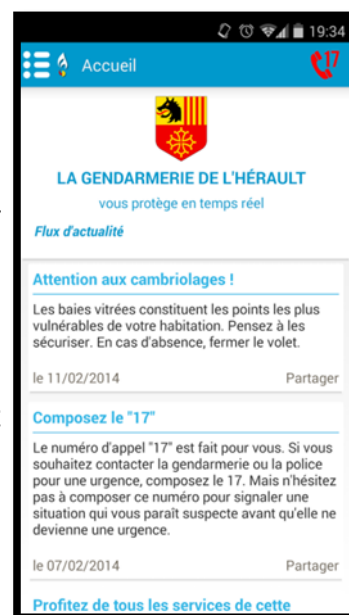 19:34
Accueil
17
LA GENDARMERIE DE L'HÉRAULT
vous protège en temps réel
Flux d'actualité
Attention aux cambriolages !
Les baies vitrées constituent les points les plus
vulnérables de votre habitation. Pensez à les
sécuriser. En cas d'absence, fermer le volet.
le 11/02/2014 Partager
Composez le "17"
Le numéro d'appel "17" est fait pour vous. Si vous
souhaitez contacter la gendarmerie ou la police
pour une urgence, composez le 17. Mais n'hésitez
pas à composer ce numéro pour signaler une
situation qui vous paraît suspecte avant qu'elle ne
devienne une urgence.
le 07/02/2014 Partager
Profitez de tous les services de cette